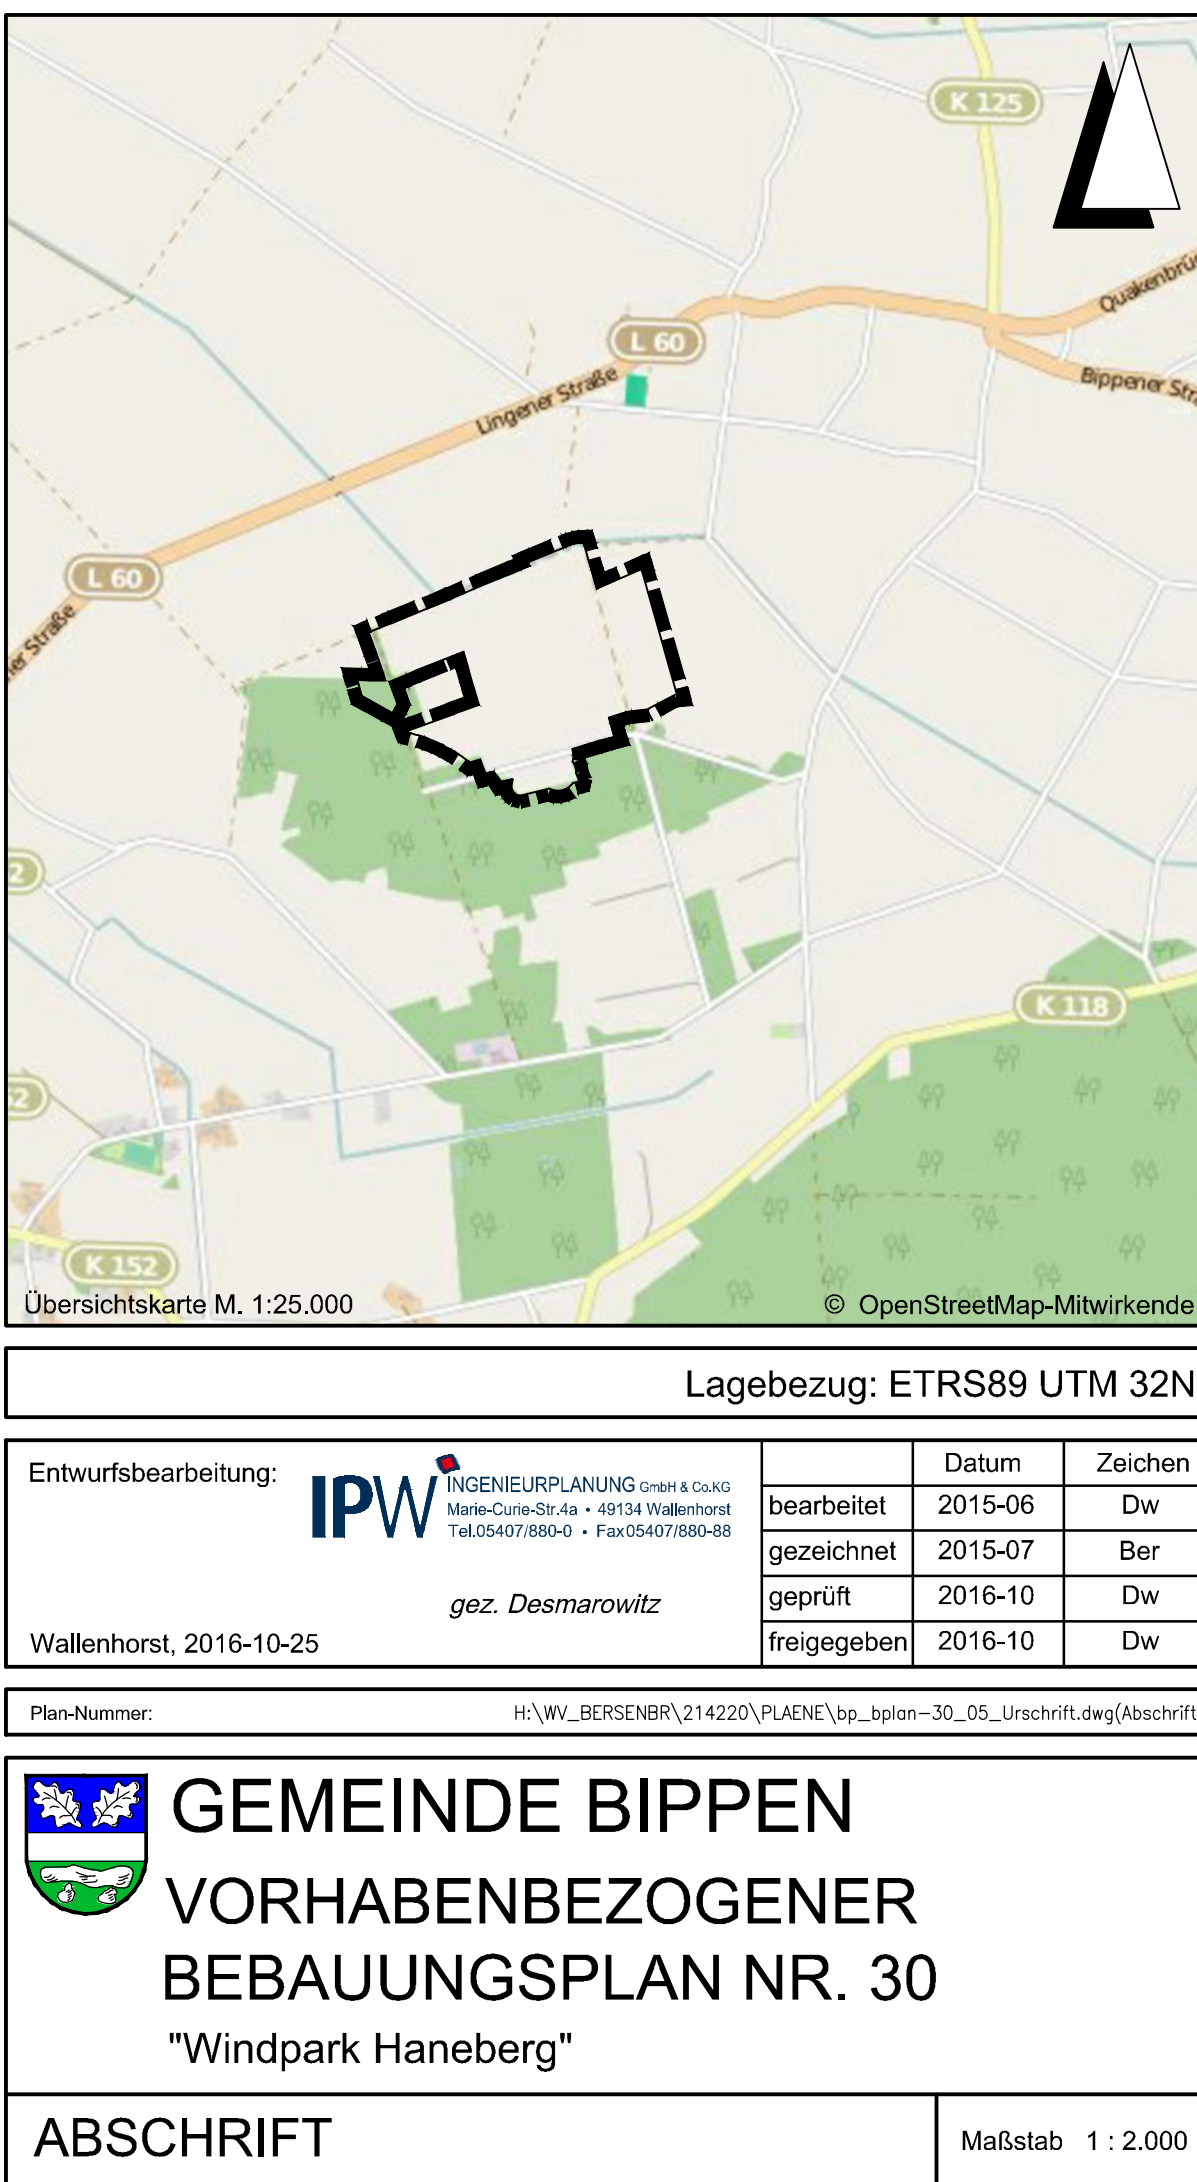 K 125
Quakenbrü
L 60
Lingener Straße
Bippener Stra
L 60
ner Straße
2
K 118
52
K 152
Übersichtskarte M. 1:25.000
© OpenStreetMap-Mitwirkende
Lagebezug: ETRS89 UTM 32N
Entwurfsbearbeitung:
IPW INGENIEURPLANUNG GmbH & Co.KG
Marie-Curie-Str.4a • 49134 Wallenhorst
Tel.05407/880-0 • Fax05407/880-88
gez. Desmarowitz
Wallenhorst, 2016-10-25
Datum Zeichen
bearbeitet 2015-06 Dw
gezeichnet 2015-07 Ber
geprüft 2016-10 Dw
freigegeben 2016-10 Dw
Plan-Nummer: H:\WV_BERSENBR\214220\PLAENE\bp_bplan-30_05_Urschrift.dwg(Abschrift
GEMEINDE BIPPEN
VORHABENBEZOGENER
BEBAUUNGSPLAN NR. 30
"Windpark Haneberg"
ABSCHRIFT
Maßstab 1 : 2.000